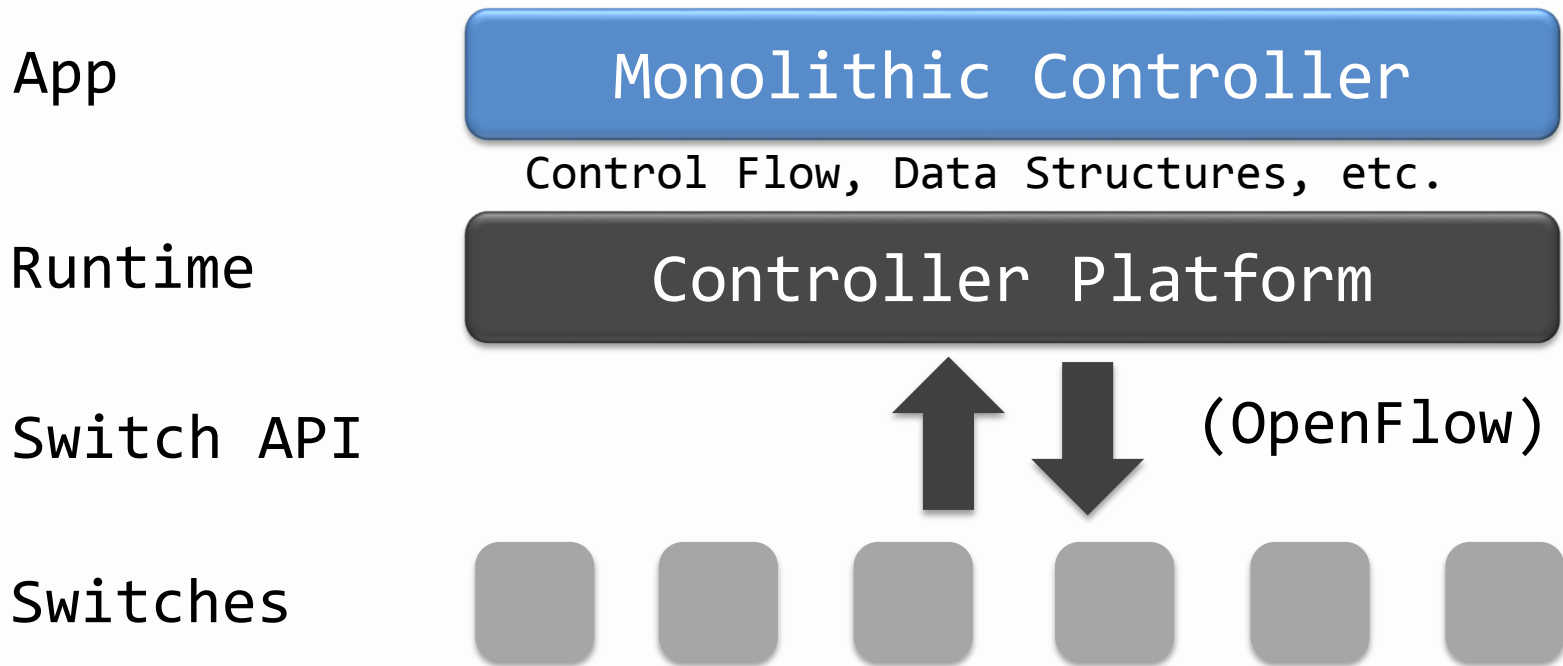 App
Monolithic Controller
Control Flow, Data Structures, etc.
Runtime
Controller Platform
Switch API
(OpenFlow)
Switches